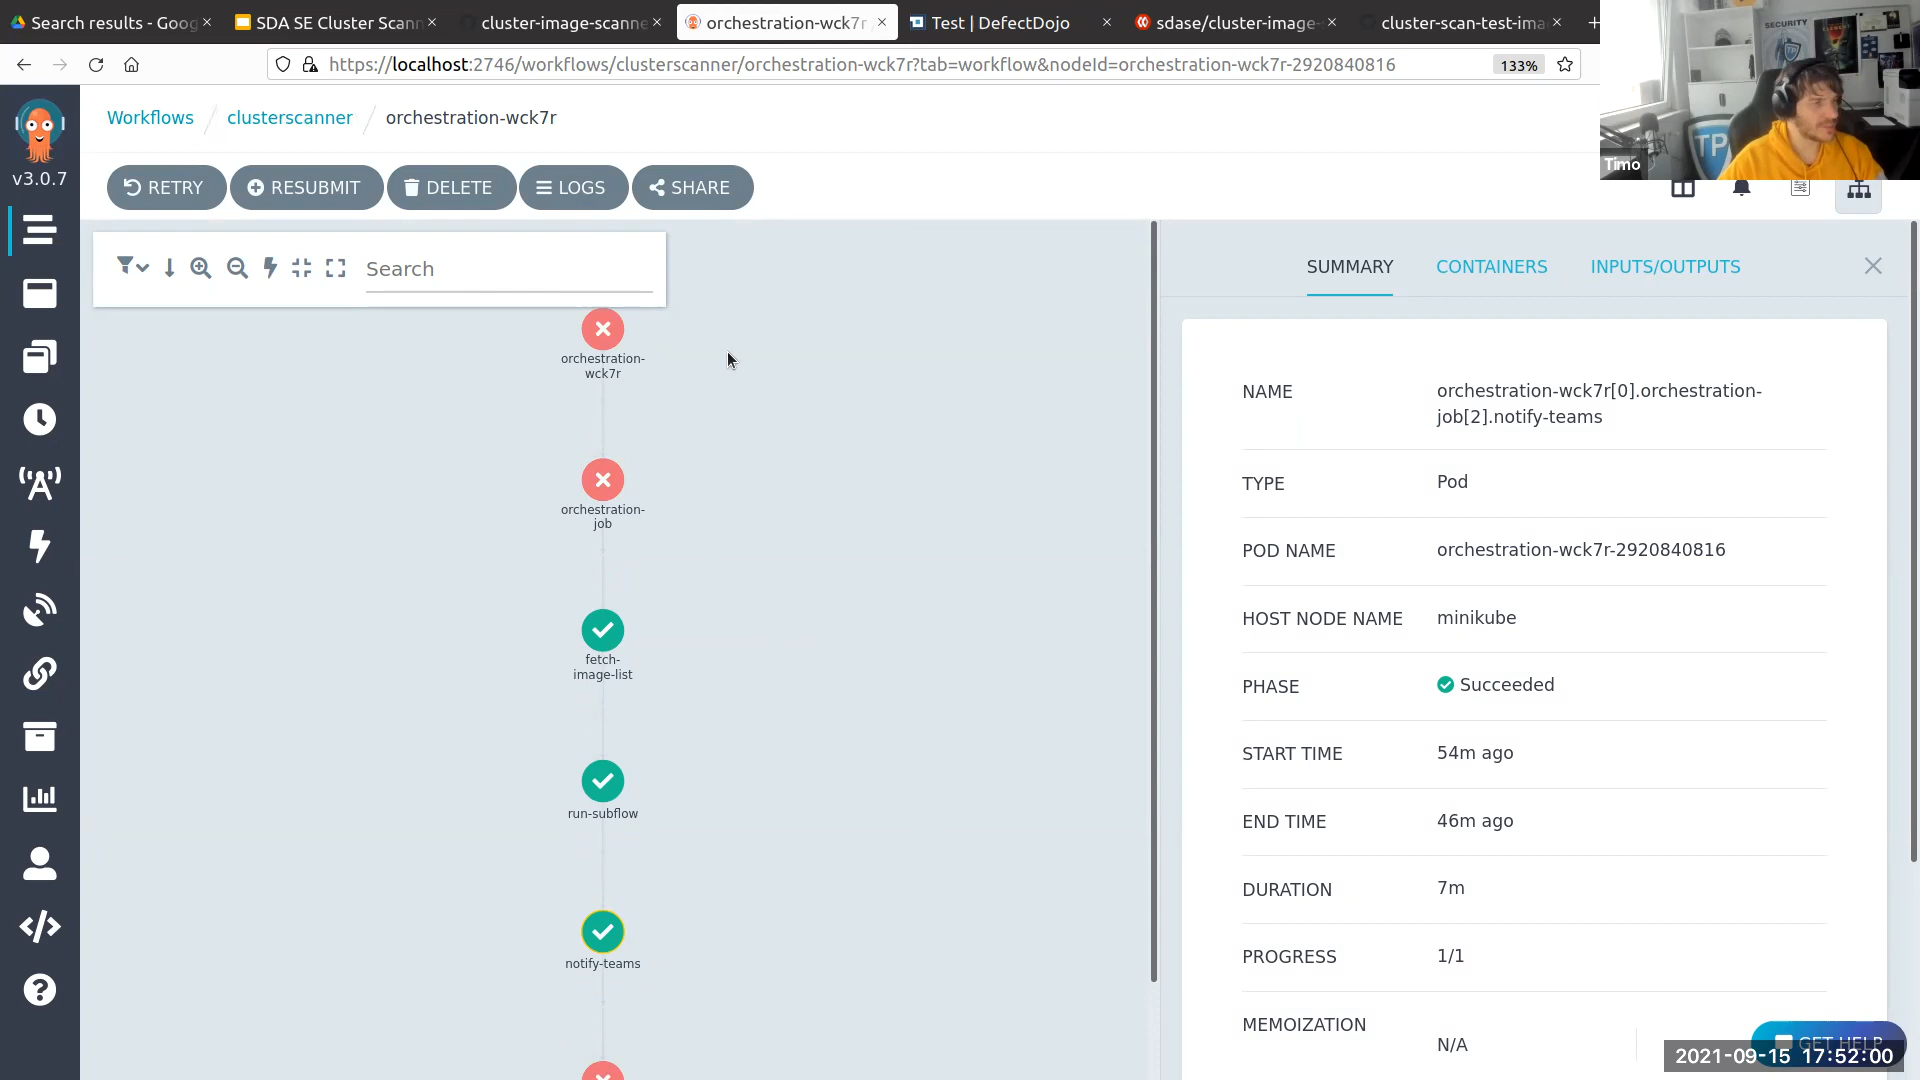 Search results - Goog
SDA SE Cluster Scann
cluster-image-scanne
orchestration-wck7r
Test | DefectDojo
sdase/cluster-image-
cluster-scan-test-ima
https://localhost:2746/workflows/clusterscanner/orchestration-wck7r?tab=workflow&nodeId=orchestration-wck7r-2920840816
133%
Workflows / clusterscanner / orchestration-wck7r
v3.0.7
RETRY
RESUBMIT
DELETE
LOGS
SHARE
SECURITY
TP
Timo
Search
orchestration-
wck7r
orchestration-
job
fetch-
image-list
run-subflow
notify-teams
SUMMARY
CONTAINERS
INPUTS/OUTPUTS
NAME
orchestration-wck7r[0].orchestration-
job[2].notify-teams
TYPE
Pod
POD NAME
orchestration-wck7r-2920840816
HOST NODE NAME
minikube
PHASE
Succeeded
START TIME
54m ago
END TIME
46m ago
DURATION
7m
PROGRESS
1/1
MEMOIZATION
N/A
GET HELP
2021-09-15 17:52:00